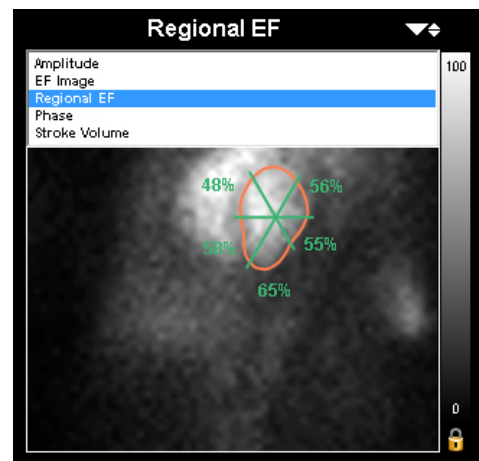 Regional EF
Amplitude
EF Image
Regional EF
Phase
Stroke Volume
100
48%
56%
55%
65%
0